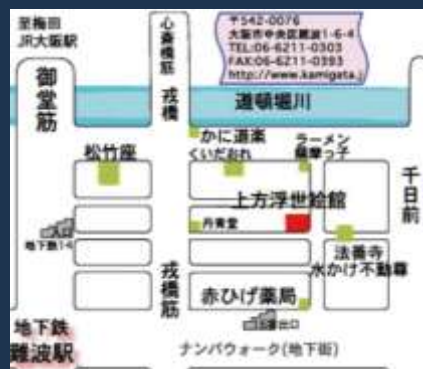 至梅田
JR大阪駅
御堂筋
心斎橋筋
戎橋
〒542-0076
大阪市中央区難波1-6-4
TEL:06-6211-0303
FAX:06-6211-0393
http://www.kamigata.j
道頓堀川
松竹座
かに道楽
くいだおれ
ラーメン
薩摩っ子
上方浮世絵館
千日前
地下鉄14
丹青堂
法善寺
水かけ不動尊
戎橋筋
赤ひげ薬局
地下鉄
難波駅
ナンバウォーク(地下街)